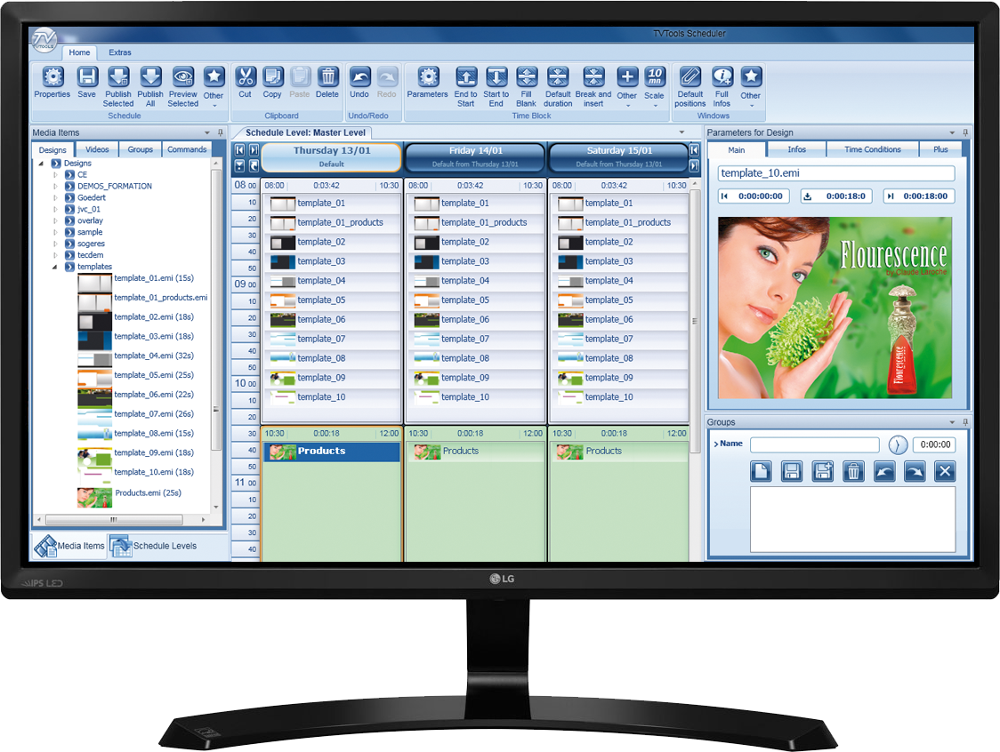 TV
TVTOOLS
TVTools Scheduler
Home Extras
Properties Save Publish Selected Publish All Preview Selected Other
Schedule
Cut Copy Paste Delete
Clipboard
Undo Redo
Undo/Redo
Parameters End to Start Start to End Fill Blank Default duration Break and insert Other 10 mn Scale
Time Block
Default positions Full Infos Other
Windows
Media Items
Designs Videos Groups Commands
Designs
CE
DEMOS_FORMATION
Goedert
jvc_01
overlay
sample
sogeres
tecdem
templates
template_01.emi (15s)
template_01_products.emi
template_02.emi (18s)
template_03.emi (18s)
template_04.emi (32s)
template_05.emi (25s)
template_06.emi (22s)
template_07.emi (26s)
template_08.emi (15s)
template_09.emi (18s)
template_10.emi (18s)
Products.emi (25s)
Media Items Schedule Levels
Schedule Level: Master Level
Thursday 13/01 Friday 14/01 Saturday 15/01
Default Default from Thursday 13/01 Default from Thursday 13/01
08 00 08:00 0:03:42 10:30 08:00 0:03:42 10:30 08:00 0:03:42 10:30
10 template_01 template_01 template_01
20 template_01_products template_01_products template_01_products
30 template_02 template_02 template_02
40
50 template_03 template_03 template_03
09 00 template_04 template_04 template_04
10 template_05 template_05 template_05
20 template_06 template_06 template_06
30 template_07 template_07 template_07
40 template_08 template_08 template_08
50 template_09 template_09 template_09
10 00
10 template_10 template_10 template_10
20
30 10:30 0:00:18 12:00 10:30 0:00:18 12:00 10:30 0:00:18 12:00
40 Products Products Products
50
11 00
10
20
30
40
Parameters for Design
Main Infos Time Conditions Plus
template_10.emi
0:00:00:00 0:00:18:0 0:00:18:00
Flourescence
by Claude Laroche
Flourescence
Groups
Name 0:00:00
IPS LED
LG